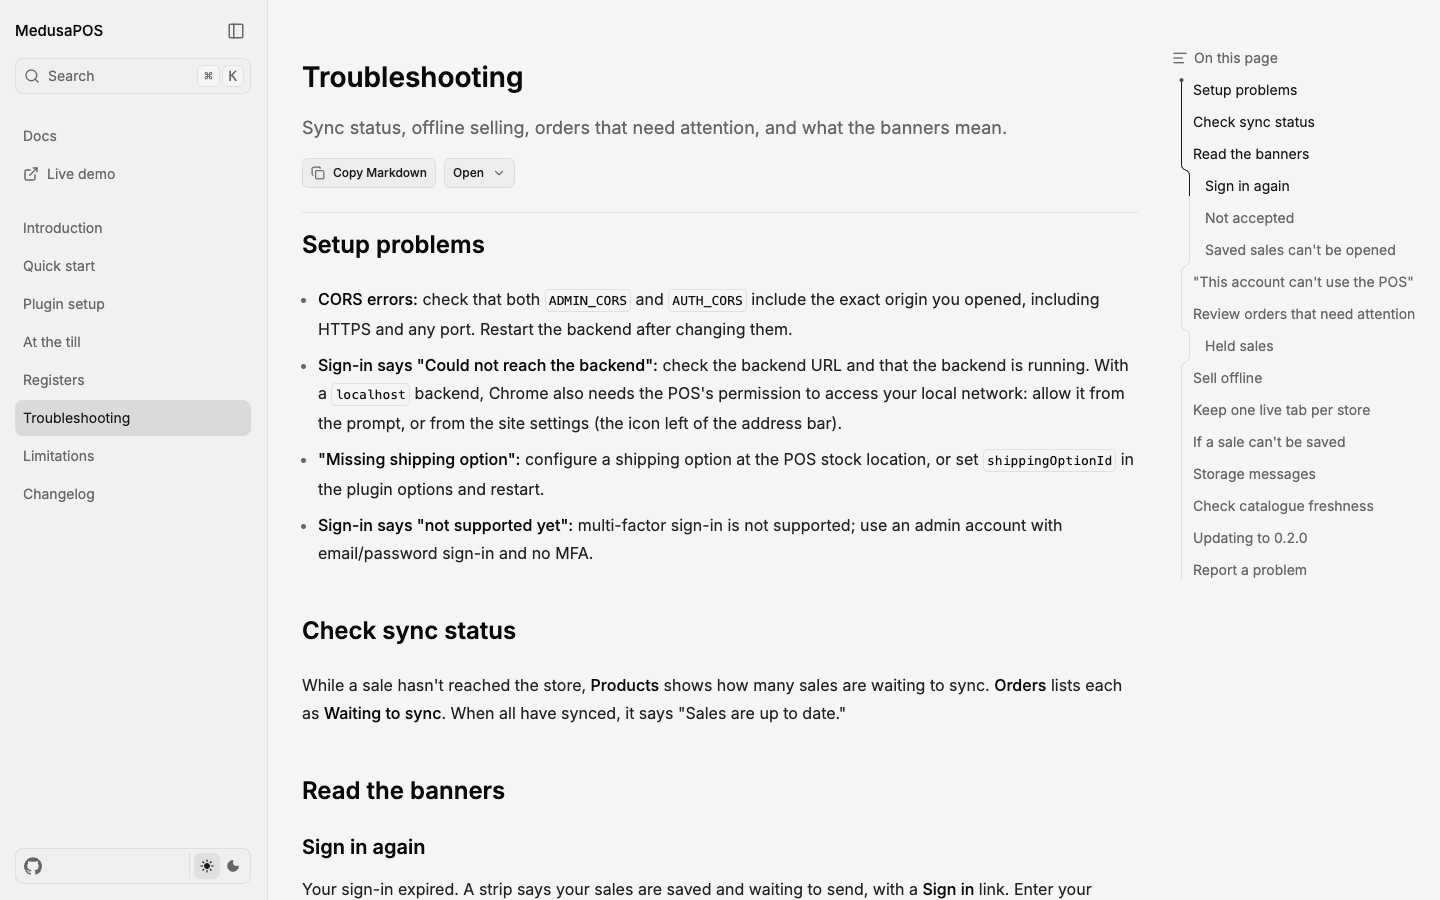 MedusaPOS
Search
⌘ K
Docs
Live demo
Introduction
Quick start
Plugin setup
At the till
Registers
Troubleshooting
Limitations
Changelog
Troubleshooting
Sync status, offline selling, orders that need attention, and what the banners mean.
Copy Markdown
Open
Setup problems
CORS errors: check that both ADMIN_CORS and AUTH_CORS include the exact origin you opened, including
HTTPS and any port. Restart the backend after changing them.
Sign-in says "Could not reach the backend": check the backend URL and that the backend is running. With
a localhost backend, Chrome also needs the POS's permission to access your local network: allow it from
the prompt, or from the site settings (the icon left of the address bar).
"Missing shipping option": configure a shipping option at the POS stock location, or set shippingOptionId in
the plugin options and restart.
Sign-in says "not supported yet": multi-factor sign-in is not supported; use an admin account with
email/password sign-in and no MFA.
Check sync status
While a sale hasn't reached the store, Products shows how many sales are waiting to sync. Orders lists each
as Waiting to sync. When all have synced, it says "Sales are up to date."
Read the banners
Sign in again
Your sign-in expired. A strip says your sales are saved and waiting to send, with a Sign in link. Enter your
On this page
Setup problems
Check sync status
Read the banners
Sign in again
Not accepted
Saved sales can't be opened
"This account can't use the POS"
Review orders that need attention
Held sales
Sell offline
Keep one live tab per store
If a sale can't be saved
Storage messages
Check catalogue freshness
Updating to 0.2.0
Report a problem